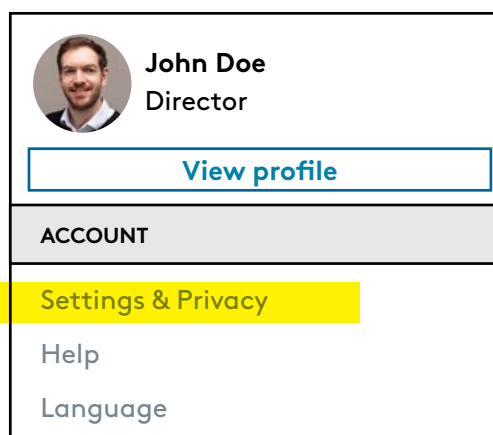 John Doe
Director
View profile
ACCOUNT
Settings & Privacy
Help
Language